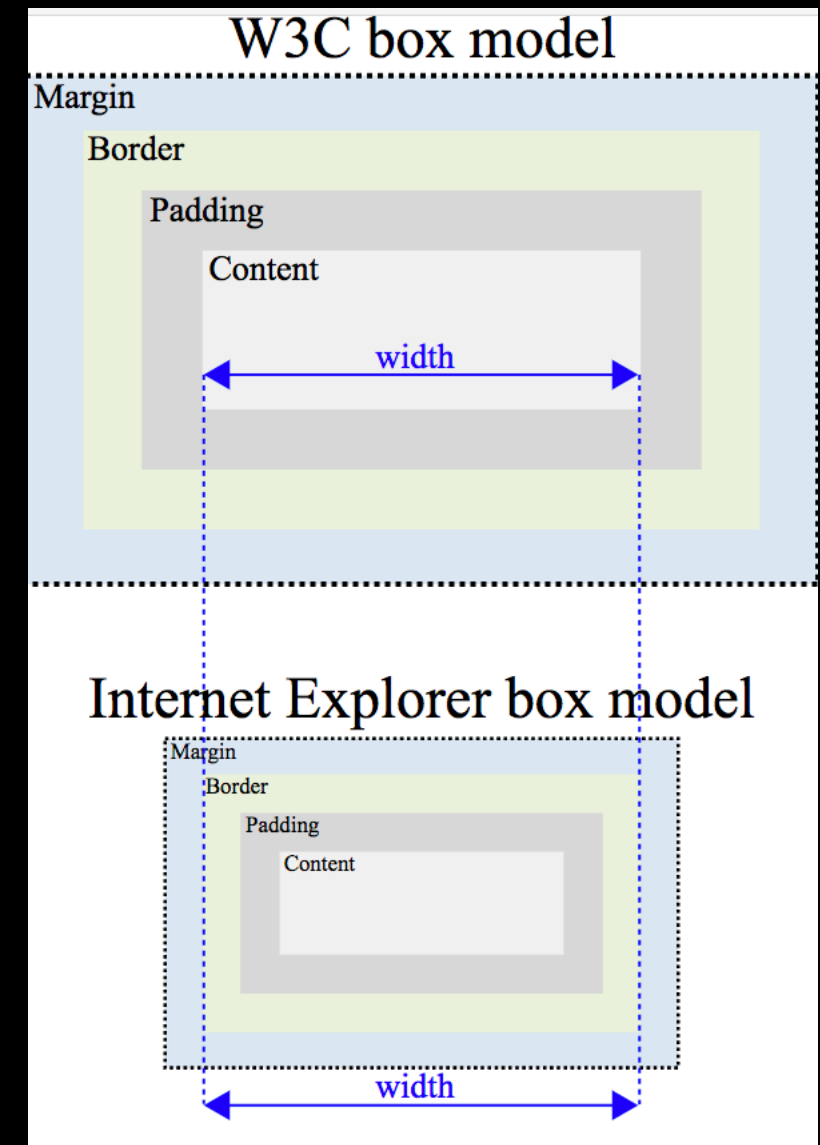 W3C box model
Margin
Border
Padding
Content
width
Internet Explorer box model
Margin
Border
Padding
Content
width